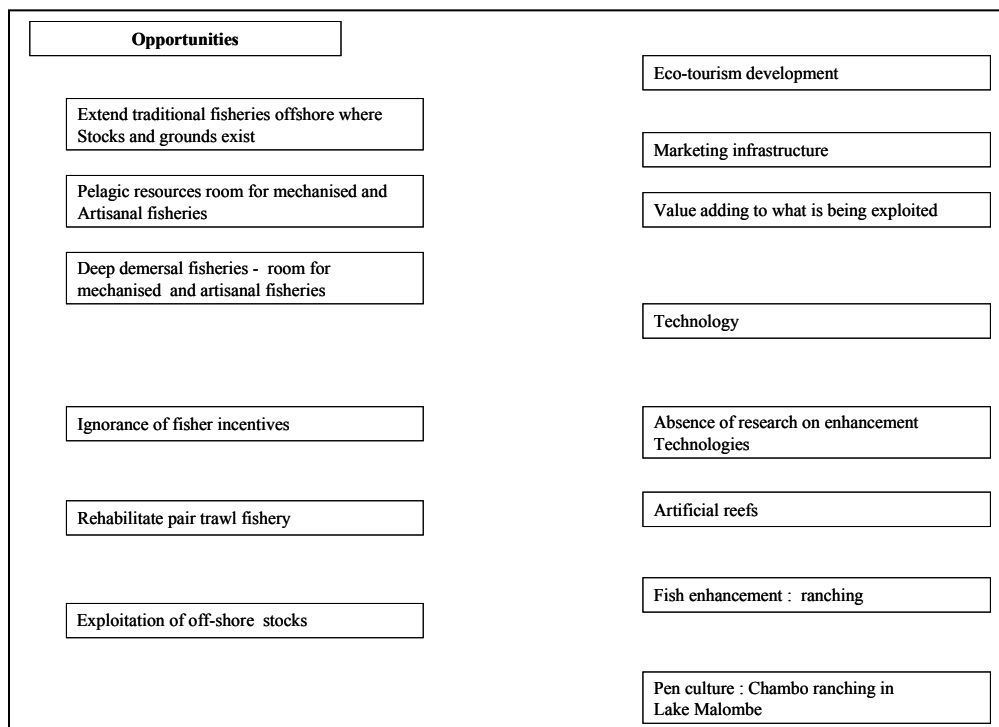 Opportunities
Extend traditional fisheries offshore where
Stocks and grounds exist
Pelagic resources room for mechanised and
Artisanal fisheries
Deep demersal fisheries - room for
mechanised and artisanal fisheries
Ignorance of fisher incentives
Rehabilitate pair trawl fishery
Exploitation of off-shore stocks
Eco-tourism development
Marketing infrastructure
Value adding to what is being exploited
Technology
Absence of research on enhancement
Technologies
Artificial reefs
Fish enhancement : ranching
Pen culture : Chambo ranching in
Lake Malombe